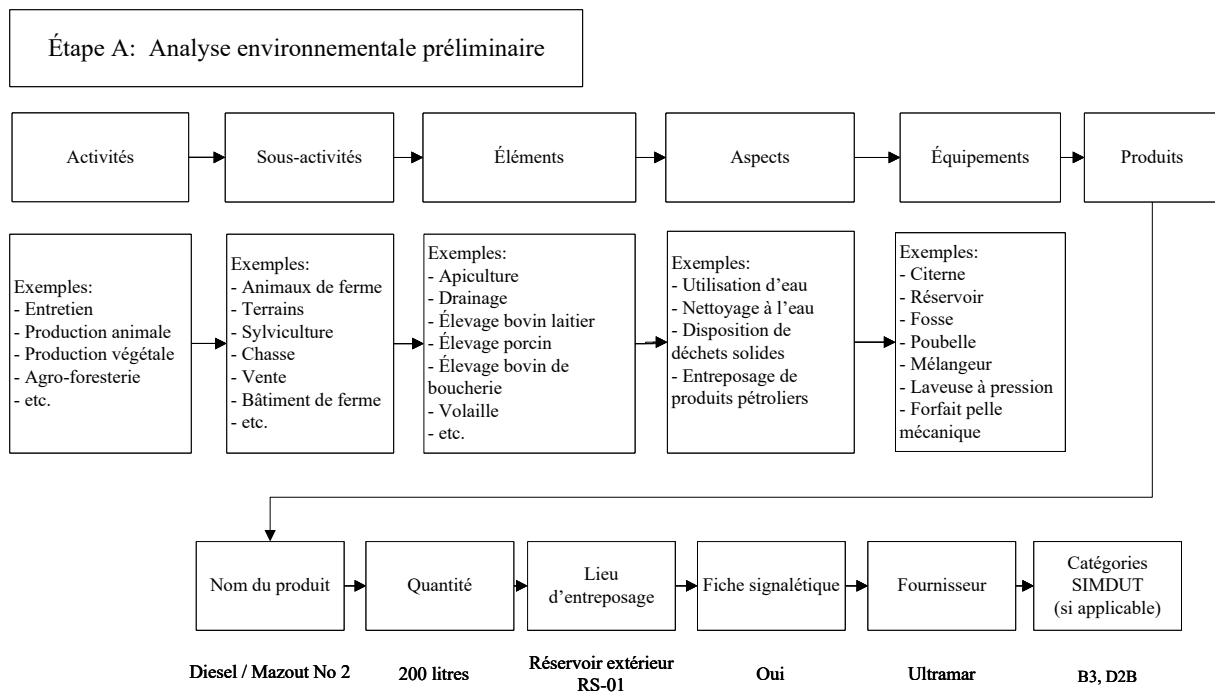 Étape A: Analyse environnementale préliminaire
Activités
Sous-activités
Éléments
Aspects
Équipements
Produits
Exemples:
- Entretien
- Production animale
- Production végétale
- Agro-foresterie
- etc.
Exemples:
- Animaux de ferme
- Terrains
- Sylviculture
- Chasse
- Vente
- Bâtiment de ferme
- etc.
Exemples:
- Apiculture
- Drainage
- Élevage bovin laitier
- Élevage porcin
- Élevage bovin de
boucherie
- Volaille
- etc.
Exemples:
- Utilisation d'eau
- Nettoyage à l'eau
- Disposition de
déchets solides
- Entreposage de
produits pétroliers
Exemples:
- Citerne
- Réservoir
- Fosse
- Poubelle
- Mélangeur
- Laveuse à pression
- Forfait pelle
mécanique
Nom du produit
Quantité
Lieu
d'entreposage
Fiche signalétique
Fournisseur
Catégories
SIMDUT
(si applicable)
Diesel / Mazout No 2
200 litres
Réservoir extérieur
RS-01
Oui
Ultramar
B3, D2B